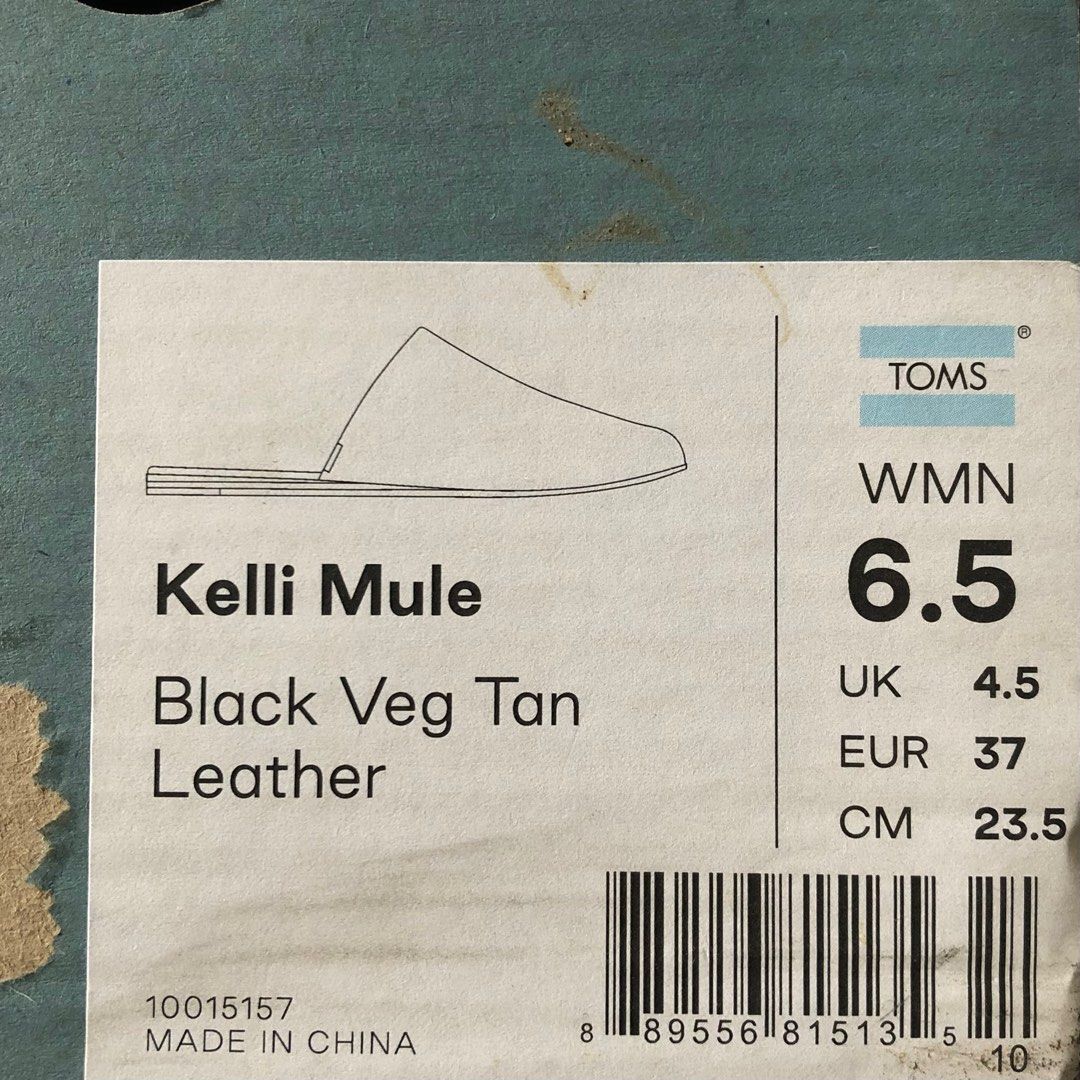 TOMS®
WMN
6.5
UK 4.5
EUR 37
CM 23.5
Kelli Mule
Black Veg Tan
Leather
10015157
MADE IN CHINA
8 89556 81513 5
10